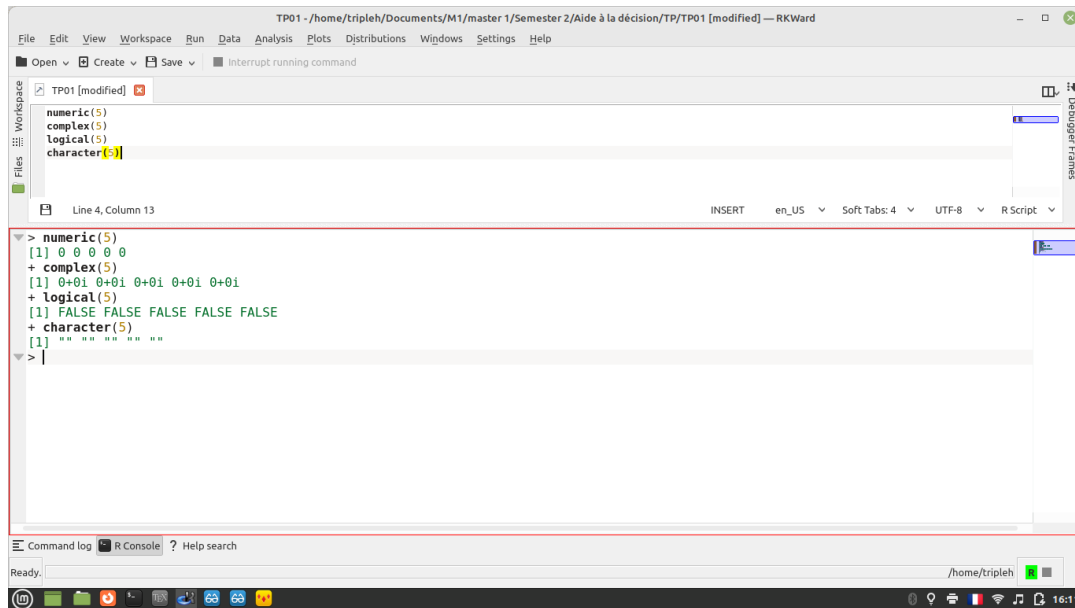 TP01 - /home/tripleh/Documents/M1/master 1/Semester 2/Aide à la décision/TP/TP01 [modified] — RKWard
File Edit View Workspace Run Data Analysis Plots Distributions Windows Settings Help
Open Create Save Interrupt running command
TP01 [modified]
Workspace
Files
Debugger Frames
numeric(5)
complex(5)
logical(5)
character(5)
Line 4, Column 13 INSERT en_US Soft Tabs: 4 UTF-8 R Script
> numeric(5)
[1] 0 0 0 0 0
+ complex(5)
[1] 0+0i 0+0i 0+0i 0+0i 0+0i
+ logical(5)
[1] FALSE FALSE FALSE FALSE FALSE
+ character(5)
[1] "" "" "" "" ""
>
Command log R Console ? Help search
Ready. /home/tripleh R